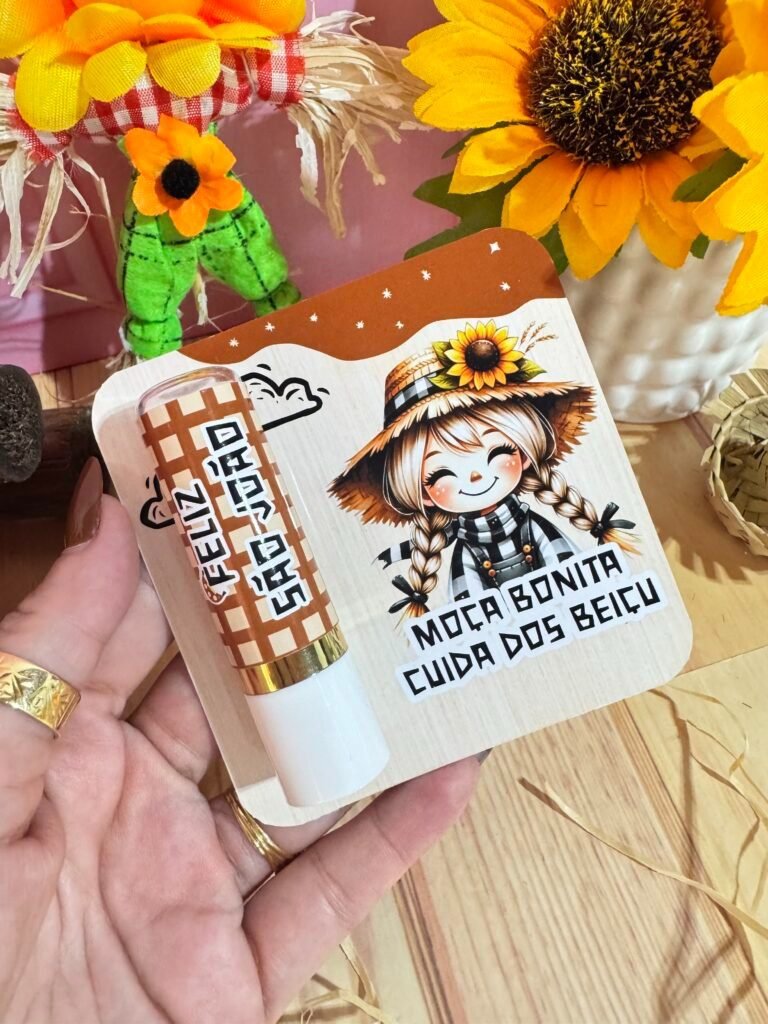 FELIZ
SÃO JOÃO
MOÇA BONITA
CUIDA DOS BEIÇU